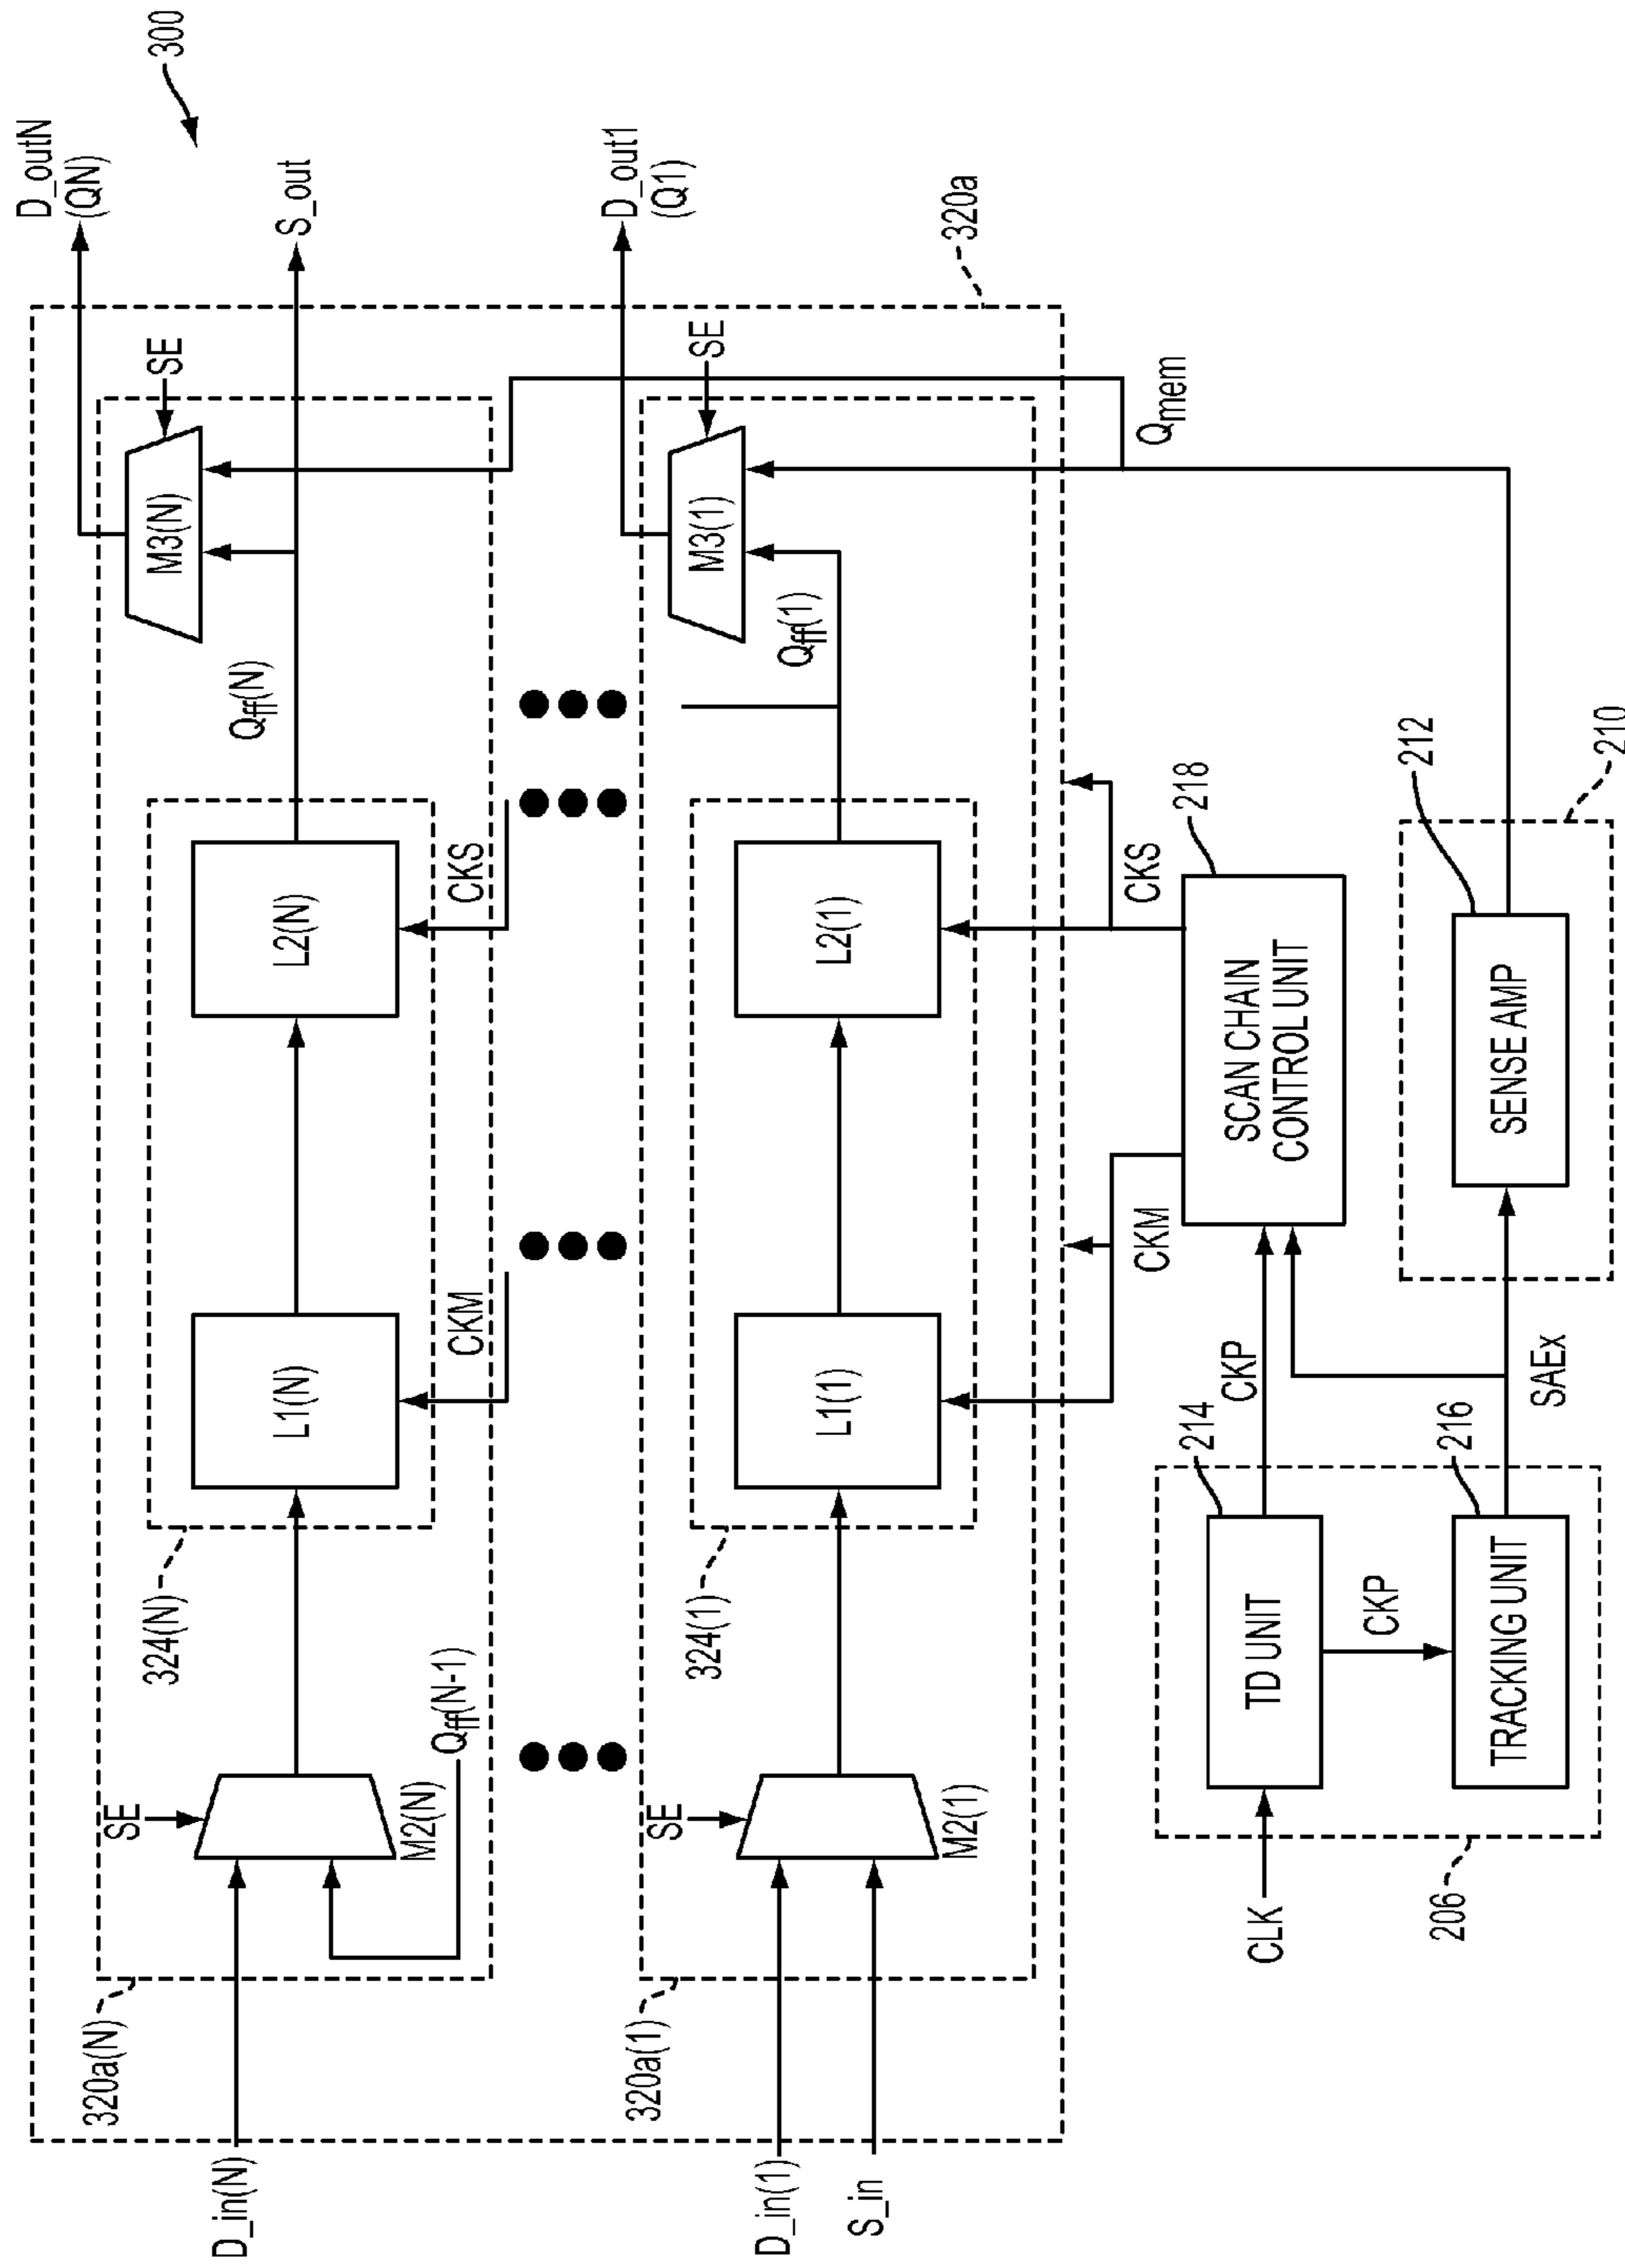 300
D_outN
(QN)
S_out
D_out1
(Q1)
320a
SE
M3(N)
Qff(N)
L2(N)
CKS
L1(N)
CKM
324(N)
SE
M2(N)
Qff(N-1)
320a(N)
D_in(N)
SE
M3(1)
Qff(1)
Qmem
L2(1)
CKS
L1(1)
CKM
324(1)
SE
M2(1)
320a(1)
D_in(1)
S_in
218
SCAN CHAIN
CONTROL UNIT
212
210
SENSE AMP
CKP
SAEx
214
216
TD UNIT
CKP
TRACKING UNIT
CLK
206